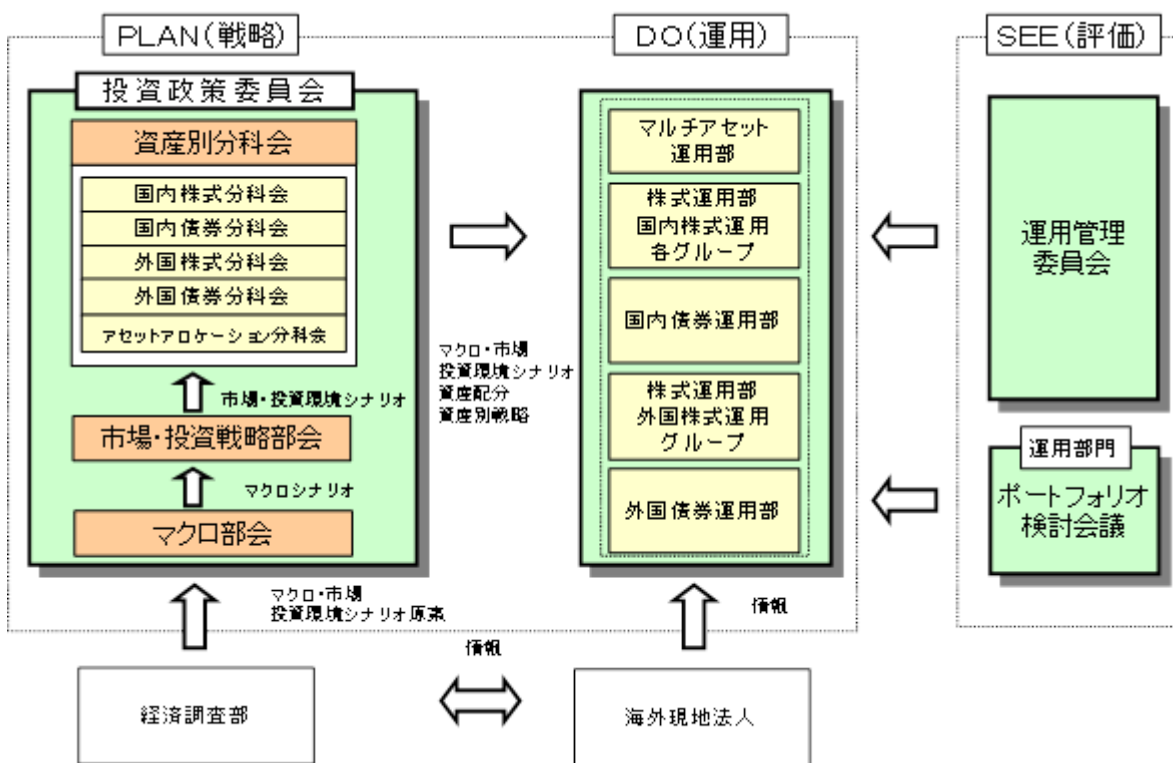 PLAN(戦略)
投資政策委員会
資産別分科会
国内株式分科会
国内債券分科会
外国株式分科会
外国債券分科会
アセットアロケーション分科会
市場・投資環境シナリオ
市場・投資戦略部会
マクロシナリオ
マクロ部会
マクロ・市場
投資環境シナリオ原案
経済調査部
マクロ・市場
投資環境シナリオ
資産配分
資産別戦略
情報
DO(運用)
マルチアセット
運用部
株式運用部
国内株式運用
各グループ
国内債券運用部
株式運用部
外国株式運用
グループ
外国債券運用部
情報
海外現地法人
SEE(評価)
運用管理
委員会
運用部門
ポートフォリオ
検討会議